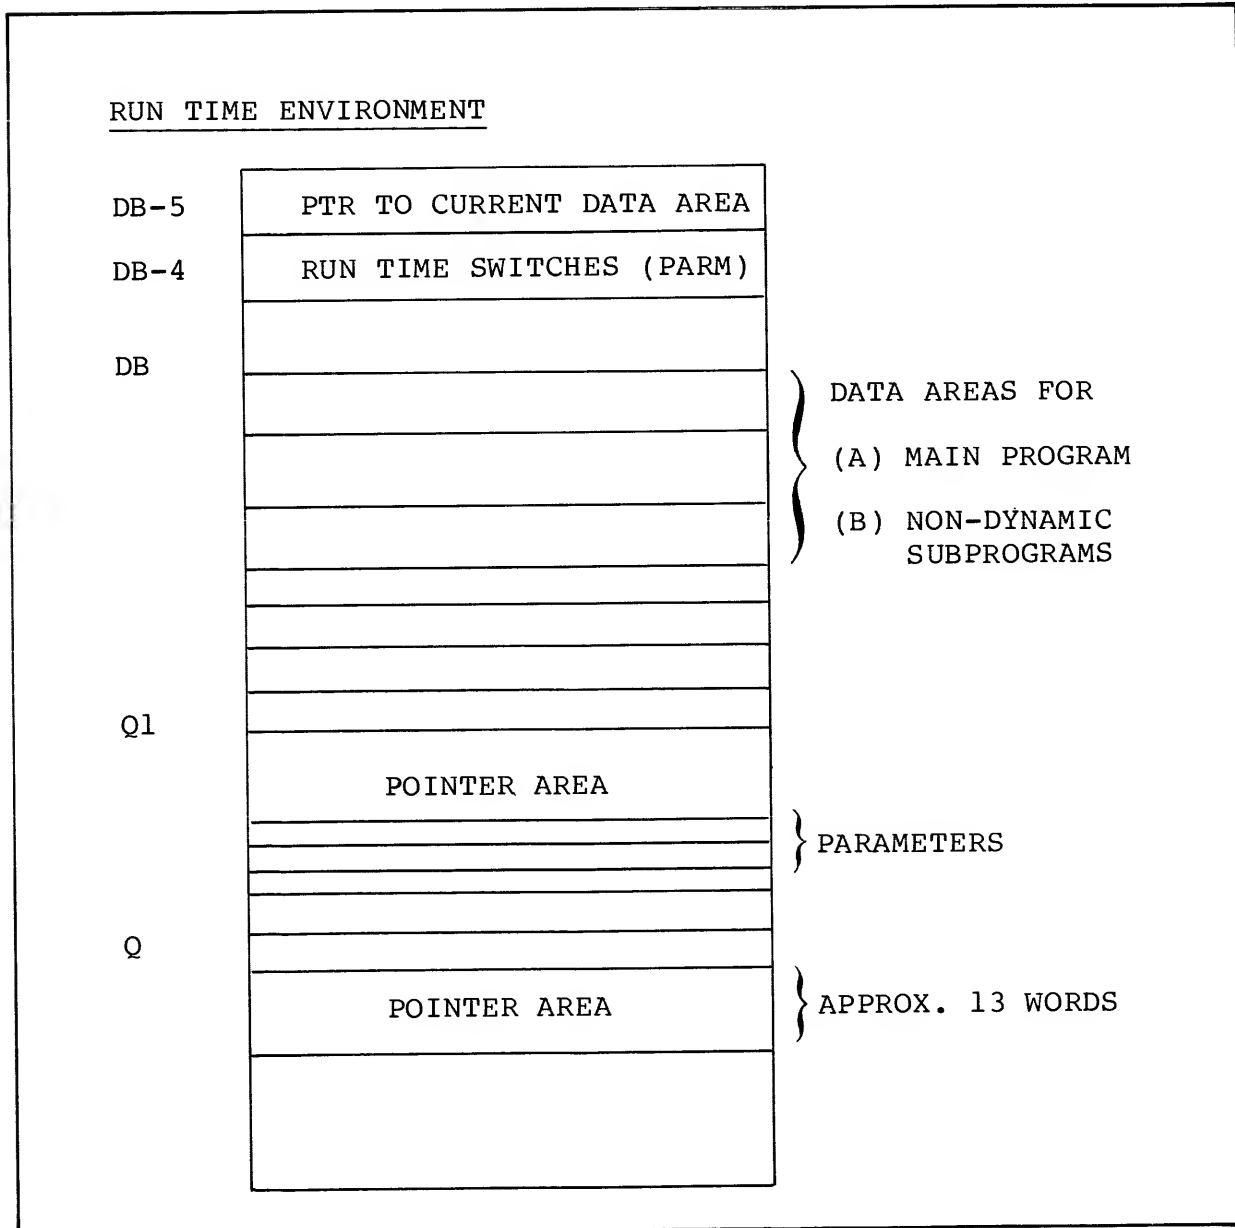 RUN TIME ENVIRONMENT
DB-5 PTR TO CURRENT DATA AREA
DB-4 RUN TIME SWITCHES (PARM)
DB
DATA AREAS FOR
(A) MAIN PROGRAM
(B) NON-DYNAMIC
SUBPROGRAMS
Q1
POINTER AREA
PARAMETERS
Q
POINTER AREA
APPROX. 13 WORDS